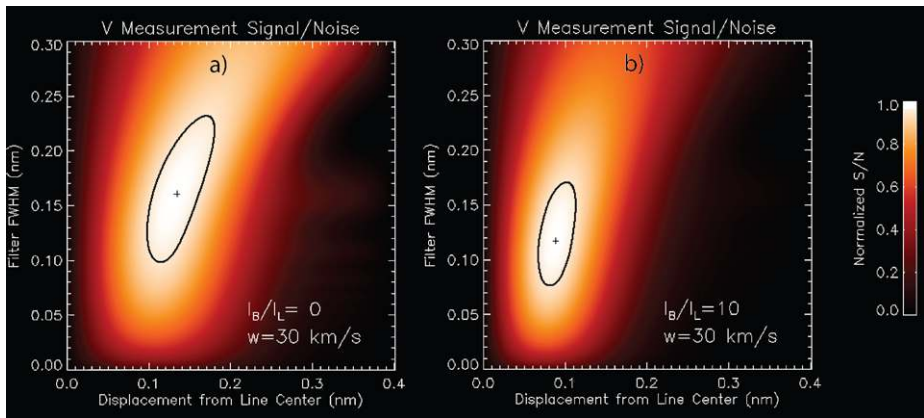 V Measurement Signal/Noise
a)
Filter FWHM (nm)
0.30
0.25
0.20
0.15
0.10
0.05
0.00
I_B/I_L= 0
w=30 km/s
0.0 0.1 0.2 0.3 0.4
Displacement from Line Center (nm)
V Measurement Signal/Noise
b)
Filter FWHM (nm)
0.30
0.25
0.20
0.15
0.10
0.05
0.00
I_B/I_L=10
w=30 km/s
0.0 0.1 0.2 0.3 0.4
Displacement from Line Center (nm)
1.0
0.8
0.6
0.4
0.2
0.0
Normalized S/N